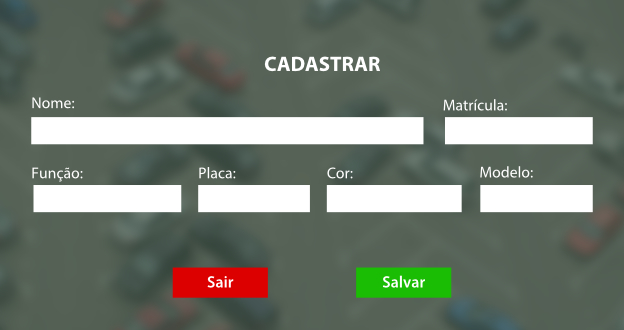 CADASTRAR
Nome: Matrícula:
Função: Placa: Cor: Modelo:
Sair Salvar